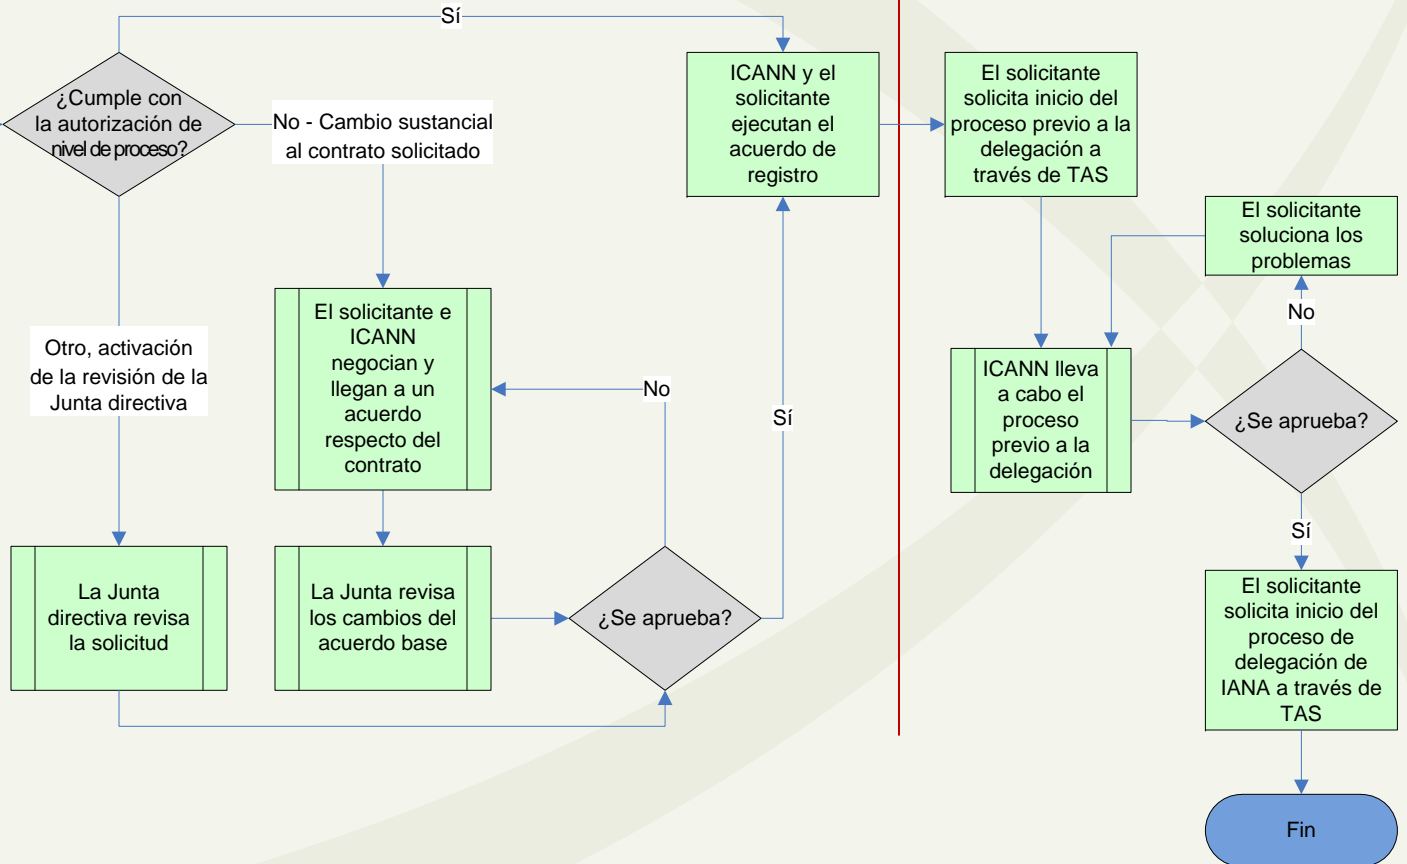 Sí
¿Cumple con
la autorización de
nivel de proceso?
No - Cambio sustancial
al contrato solicitado
ICANN y el
solicitante
ejecutan el
acuerdo de
registro
El solicitante
solicita inicio del
proceso previo a la
delegación a
través de TAS
El solicitante
soluciona los
problemas
No
Otro, activación
de la revisión de la
Junta directiva
El solicitante e
ICANN
negocian y
llegan a un
acuerdo
respecto del
contrato
No
Sí
ICANN lleva
a cabo el
proceso
previo a la
delegación
¿Se aprueba?
Sí
La Junta
directiva revisa
la solicitud
La Junta revisa
los cambios del
acuerdo base
¿Se aprueba?
El solicitante
solicita inicio del
proceso de
delegación de
IANA a través de
TAS
Fin